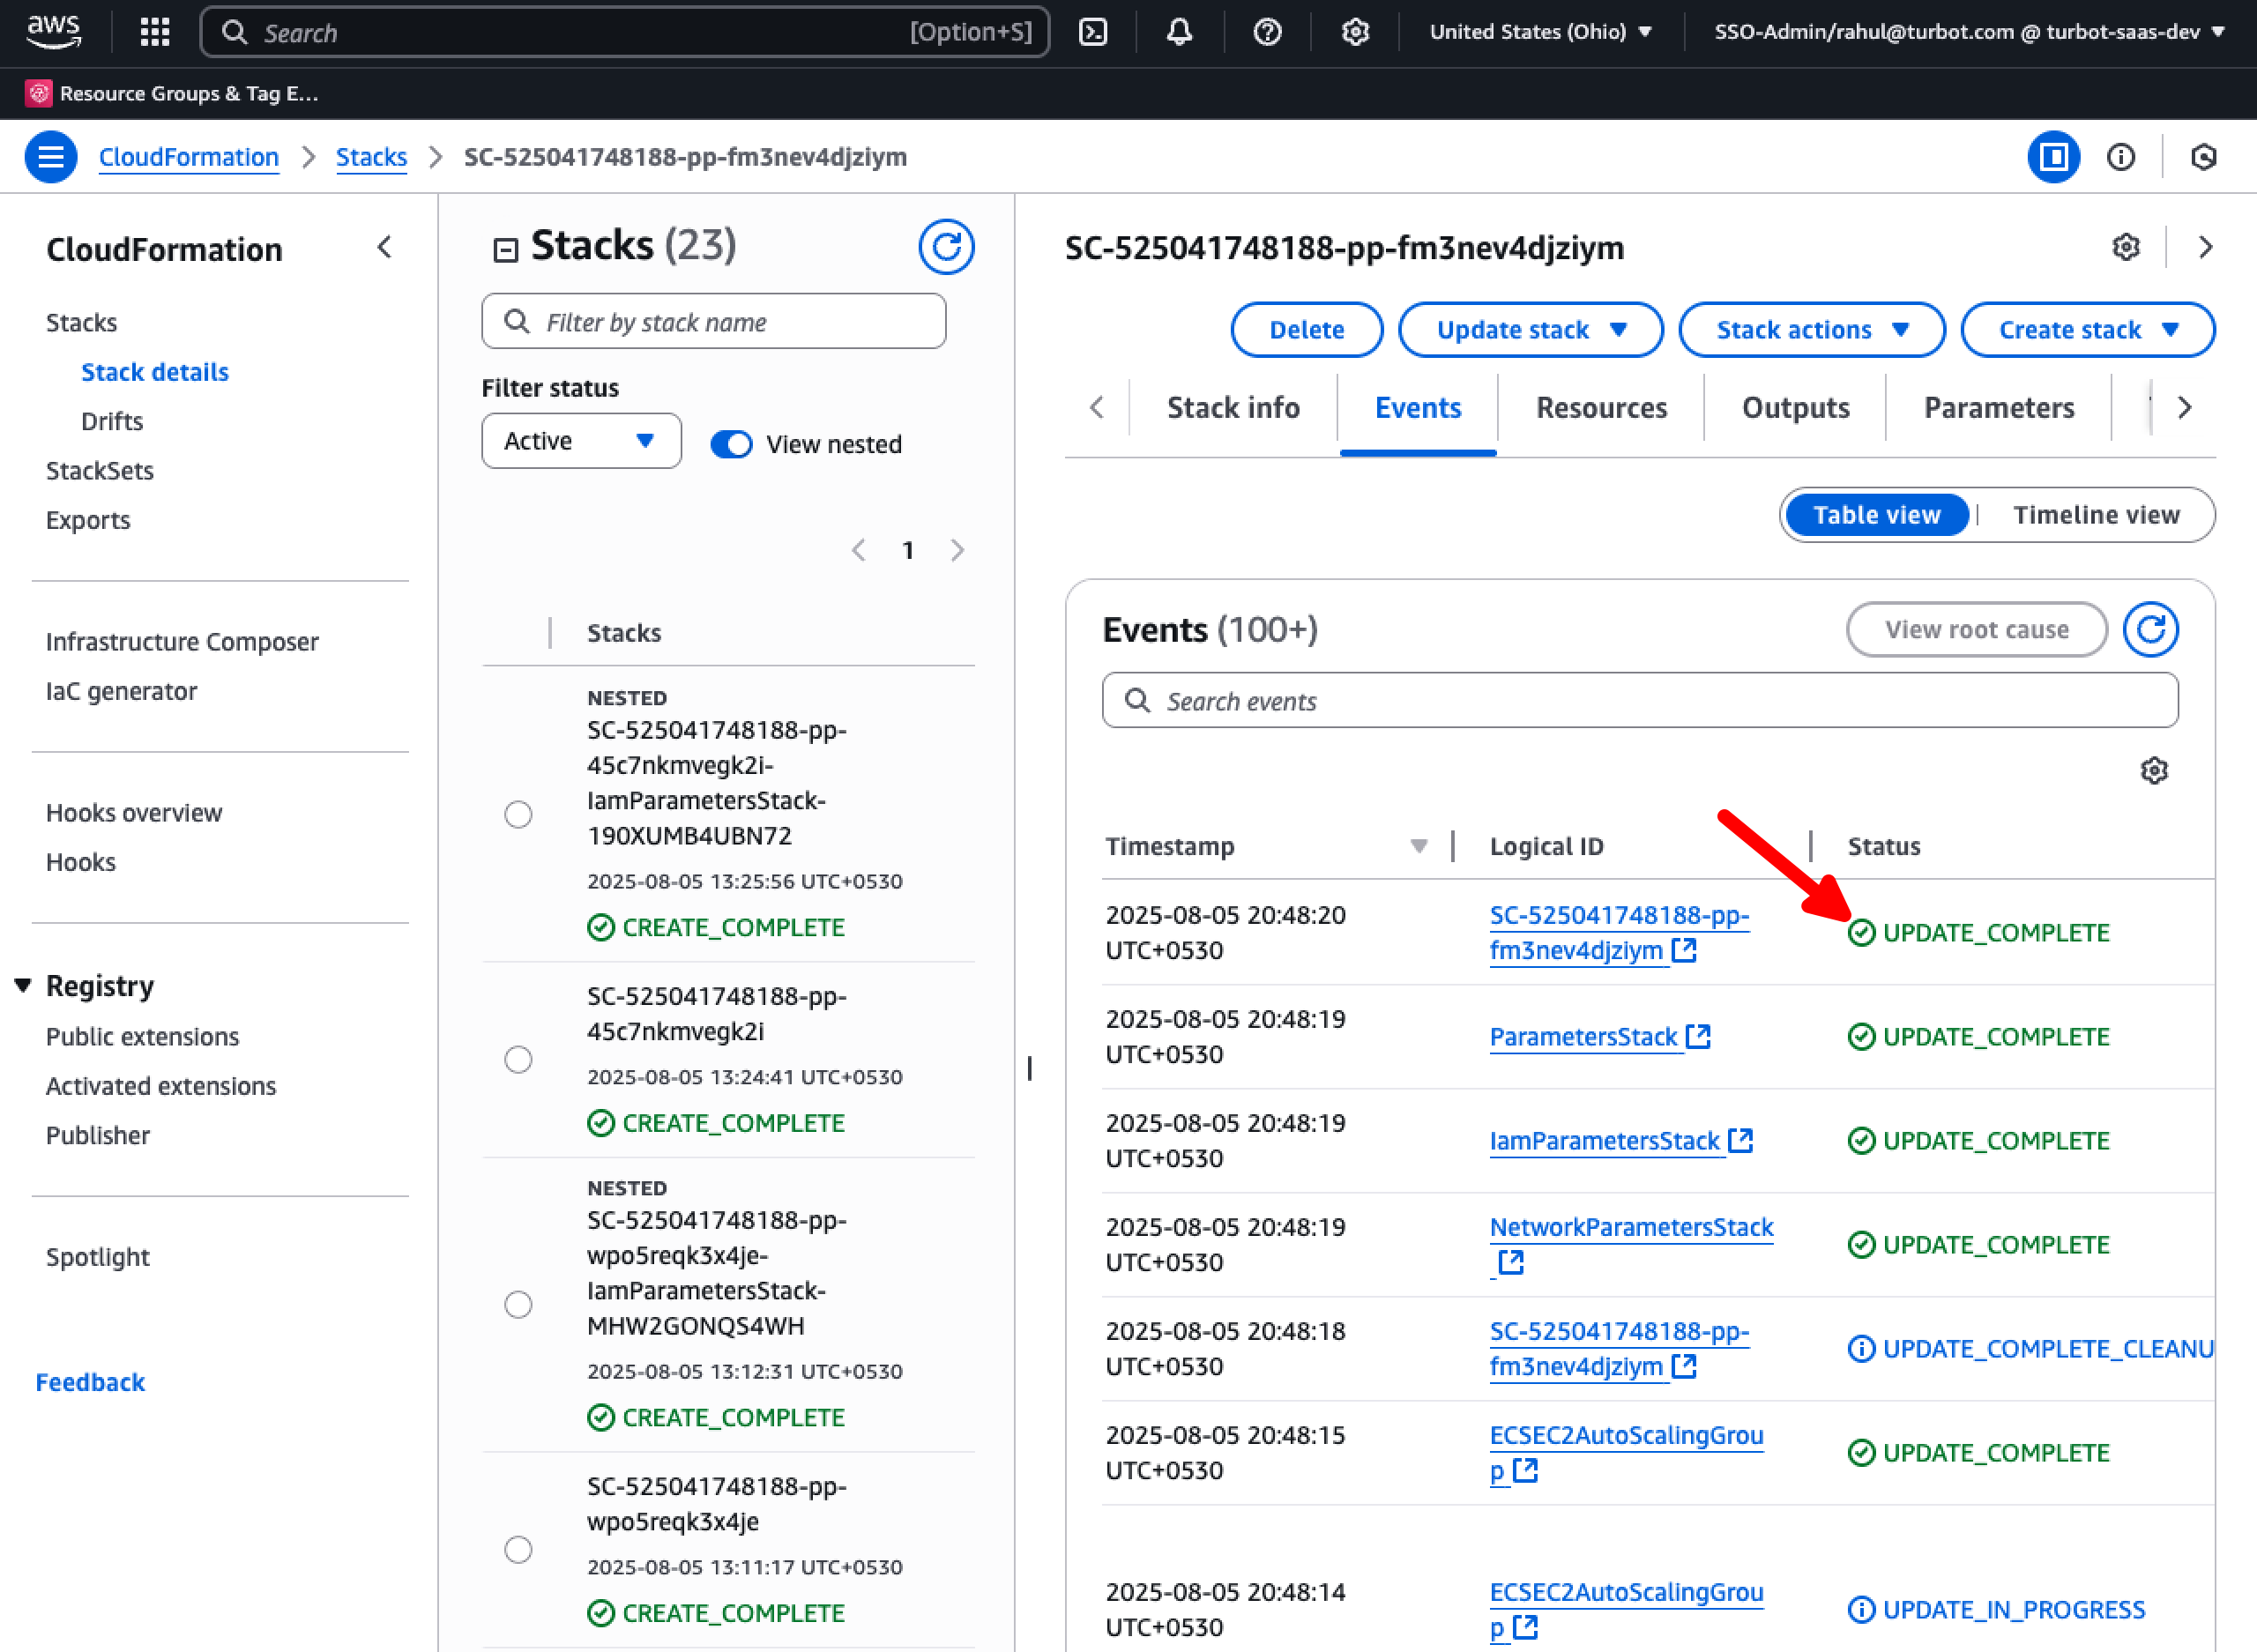 aws
Search
[Option+S]
United States (Ohio)
SSO-Admin/rahul@turbot.com @ turbot-saas-dev
Resource Groups & Tag E...
CloudFormation
Stacks
SC-525041748188-pp-fm3nev4djziym
CloudFormation
Stacks
Stack details
Drifts
StackSets
Exports
Infrastructure Composer
IaC generator
Hooks overview
Hooks
Registry
Public extensions
Activated extensions
Publisher
Spotlight
Feedback
Stacks (23)
Filter by stack name
Filter status
Active
View nested
1
Stacks
NESTED
SC-525041748188-pp-
45c7nkmvegk2i-
IamParametersStack-
190XUMB4UBN72
2025-08-05 13:25:56 UTC+0530
CREATE_COMPLETE
SC-525041748188-pp-
45c7nkmvegk2i
2025-08-05 13:24:41 UTC+0530
CREATE_COMPLETE
NESTED
SC-525041748188-pp-
wpo5reqk3x4je-
IamParametersStack-
MHW2GONQS4WH
2025-08-05 13:12:31 UTC+0530
CREATE_COMPLETE
SC-525041748188-pp-
wpo5reqk3x4je
2025-08-05 13:11:17 UTC+0530
CREATE_COMPLETE
SC-525041748188-pp-fm3nev4djziym
Delete
Update stack
Stack actions
Create stack
Stack info
Events
Resources
Outputs
Parameters
Table view
Timeline view
Events (100+)
View root cause
Search events
Timestamp
Logical ID
Status
2025-08-05 20:48:20
UTC+0530
SC-525041748188-pp-
fm3nev4djziym
UPDATE_COMPLETE
2025-08-05 20:48:19
UTC+0530
ParametersStack
UPDATE_COMPLETE
2025-08-05 20:48:19
UTC+0530
IamParametersStack
UPDATE_COMPLETE
2025-08-05 20:48:19
UTC+0530
NetworkParametersStack
UPDATE_COMPLETE
2025-08-05 20:48:18
UTC+0530
SC-525041748188-pp-
fm3nev4djziym
UPDATE_COMPLETE_CLEANU
2025-08-05 20:48:15
UTC+0530
ECSEC2AutoScalingGrou
p
UPDATE_COMPLETE
2025-08-05 20:48:14
UTC+0530
ECSEC2AutoScalingGrou
p
UPDATE_IN_PROGRESS